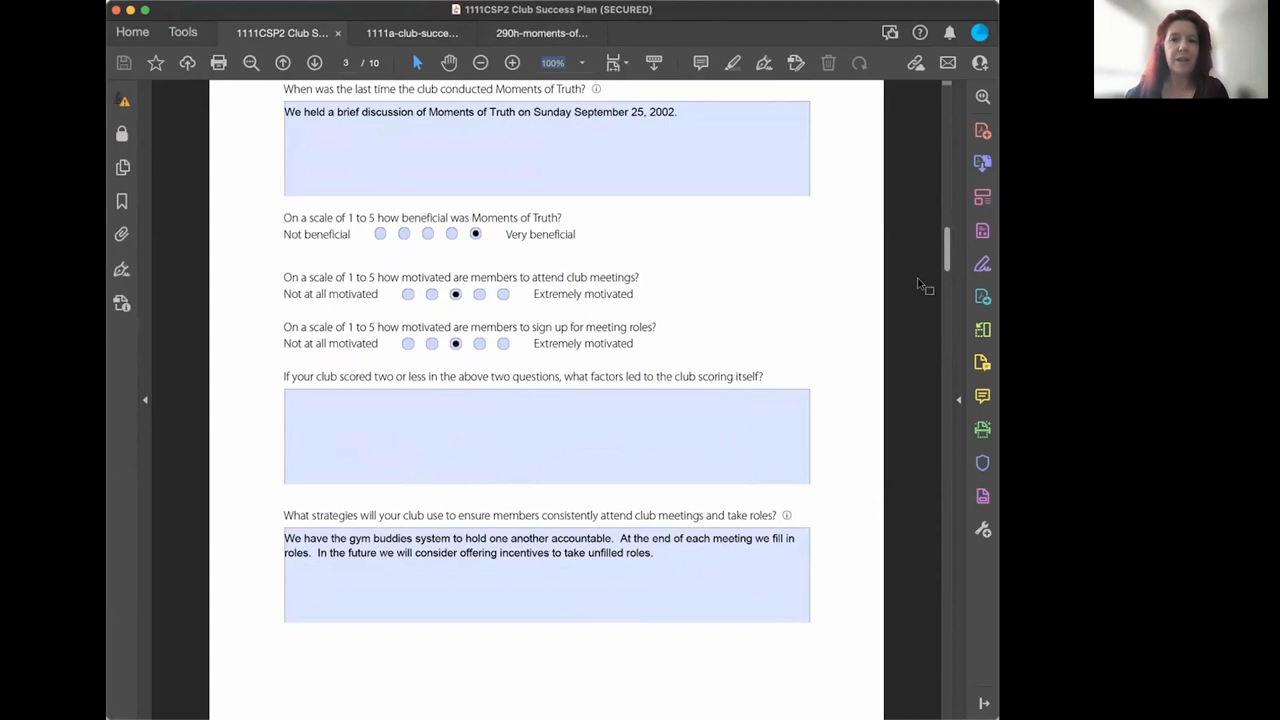 1111CSP2 Club Success Plan (SECURED)
Home Tools 1111CSP2 Club S... × 1111a-club-succe... 290h-moments-of...
3 / 10 100%
When was the last time the club conducted Moments of Truth?
We held a brief discussion of Moments of Truth on Sunday September 25, 2002.
On a scale of 1 to 5 how beneficial was Moments of Truth?
Not beneficial Very beneficial
On a scale of 1 to 5 how motivated are members to attend club meetings?
Not at all motivated Extremely motivated
On a scale of 1 to 5 how motivated are members to sign up for meeting roles?
Not at all motivated Extremely motivated
If your club scored two or less in the above two questions, what factors led to the club scoring itself?
What strategies will your club use to ensure members consistently attend club meetings and take roles?
We have the gym buddies system to hold one another accountable. At the end of each meeting we fill in
roles. In the future we will consider offering incentives to take unfilled roles.